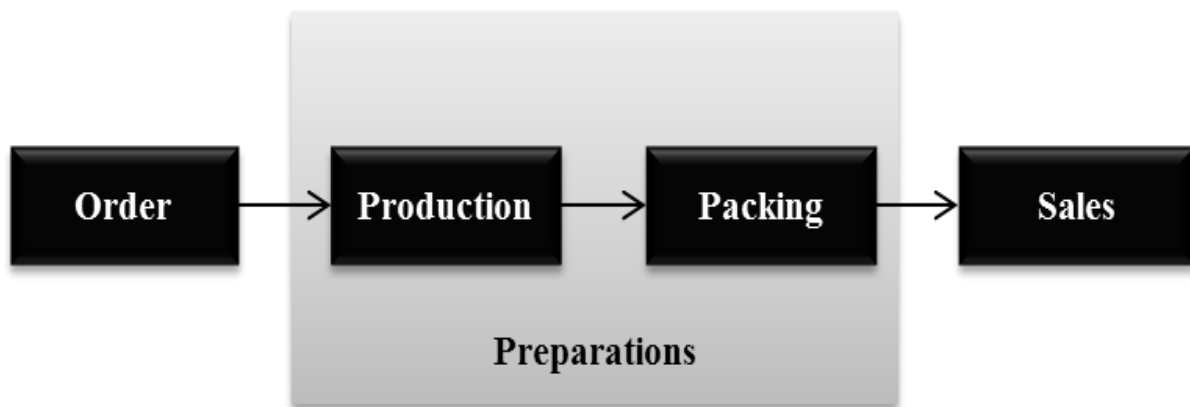 Order
Production
Packing
Sales
Preparations